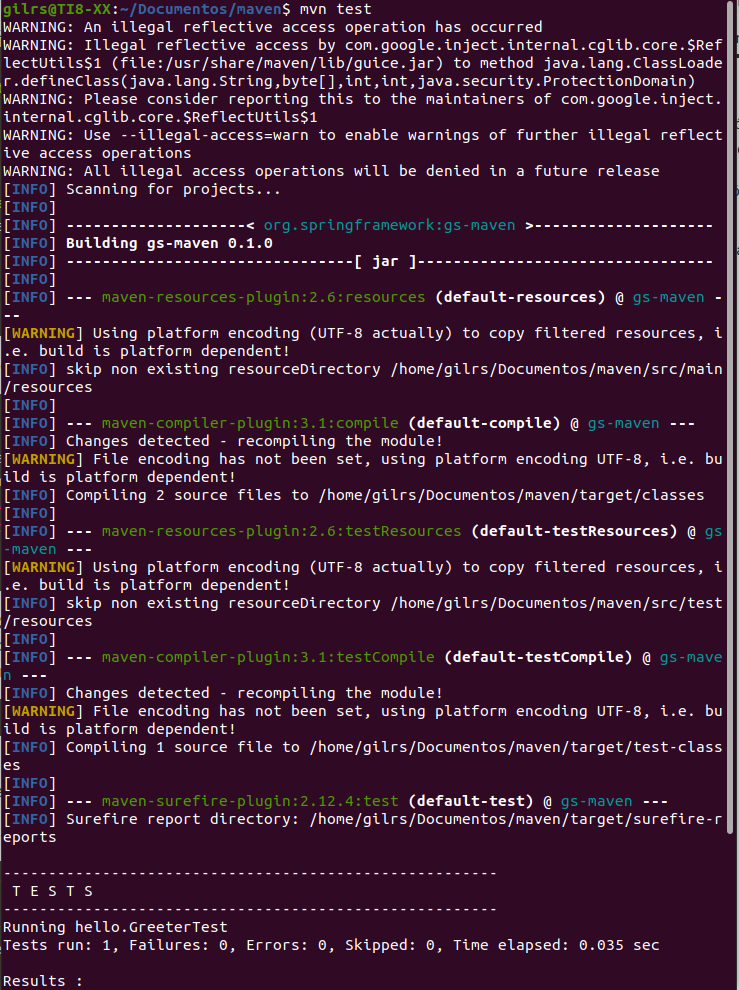 gilrs@TI8-XX:~/Documentos/maven$ mvn test
WARNING: An illegal reflective access operation has occurred
WARNING: Illegal reflective access by com.google.inject.internal.cglib.core.$Ref
lectUtils$1 (file:/usr/share/maven/lib/guice.jar) to method java.lang.ClassLoade
r.defineClass(java.lang.String,byte[],int,int,java.security.ProtectionDomain)
WARNING: Please consider reporting this to the maintainers of com.google.inject.
internal.cglib.core.$ReflectUtils$1
WARNING: Use --illegal-access=warn to enable warnings of further illegal reflect
ive access operations
WARNING: All illegal access operations will be denied in a future release
[INFO] Scanning for projects...
[INFO]
[INFO] --------------------< org.springframework:gs-maven >--------------------
[INFO] Building gs-maven 0.1.0
[INFO] --------------------------------[ jar ]---------------------------------
[INFO]
[INFO] --- maven-resources-plugin:2.6:resources (default-resources) @ gs-maven -
--
[WARNING] Using platform encoding (UTF-8 actually) to copy filtered resources, i
.e. build is platform dependent!
[INFO] skip non existing resourceDirectory /home/gilrs/Documentos/maven/src/main
/resources
[INFO]
[INFO] --- maven-compiler-plugin:3.1:compile (default-compile) @ gs-maven ---
[INFO] Changes detected - recompiling the module!
[WARNING] File encoding has not been set, using platform encoding UTF-8, i.e. bu
ild is platform dependent!
[INFO] Compiling 2 source files to /home/gilrs/Documentos/maven/target/classes
[INFO]
[INFO] --- maven-resources-plugin:2.6:testResources (default-testResources) @ gs
-maven ---
[WARNING] Using platform encoding (UTF-8 actually) to copy filtered resources, i
.e. build is platform dependent!
[INFO] skip non existing resourceDirectory /home/gilrs/Documentos/maven/src/test
/resources
[INFO]
[INFO] --- maven-compiler-plugin:3.1:testCompile (default-testCompile) @ gs-mave
n ---
[INFO] Changes detected - recompiling the module!
[WARNING] File encoding has not been set, using platform encoding UTF-8, i.e. bu
ild is platform dependent!
[INFO] Compiling 1 source file to /home/gilrs/Documentos/maven/target/test-class
es
[INFO]
[INFO] --- maven-surefire-plugin:2.12.4:test (default-test) @ gs-maven ---
[INFO] Surefire report directory: /home/gilrs/Documentos/maven/target/surefire-r
eports
-------------------------------------------------------
T E S T S
-------------------------------------------------------
Running hello.GreeterTest
Tests run: 1, Failures: 0, Errors: 0, Skipped: 0, Time elapsed: 0.035 sec
Results :